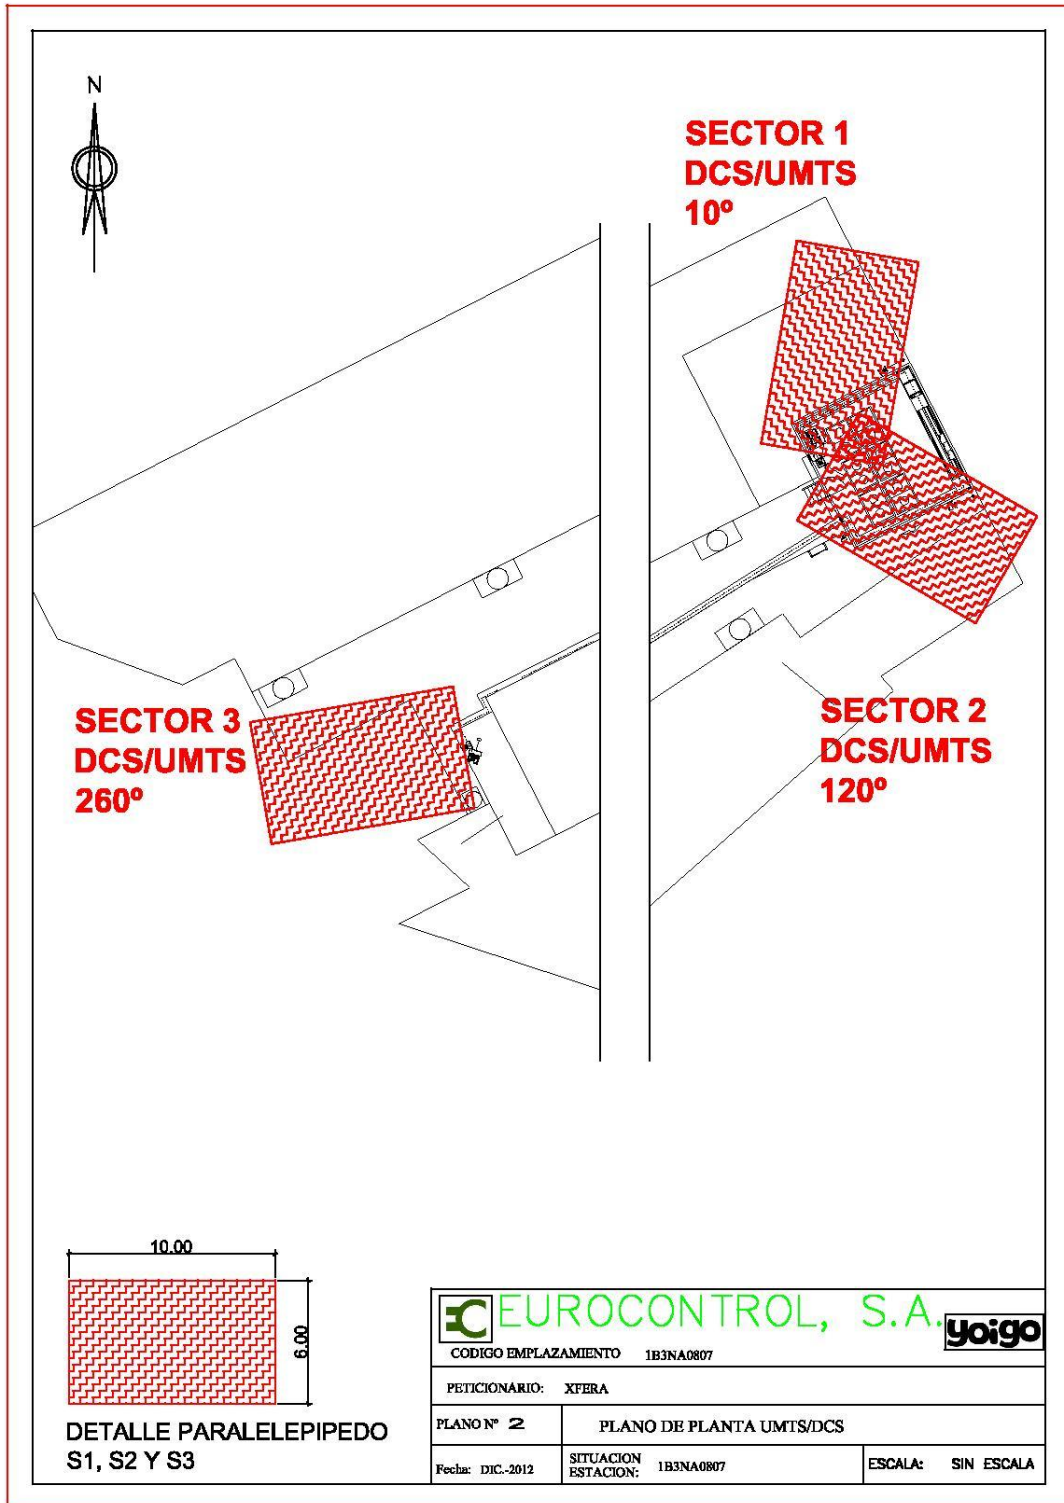 N
SECTOR 1
DCS/UMTS
10º
SECTOR 3
DCS/UMTS
260º
SECTOR 2
DCS/UMTS
120º
10.00
6.00
DETALLE PARALELEPIPEDO
S1, S2 Y S3
EC EUROCONTROL, S.A.
yoigo
CODIGO EMPLAZAMIENTO 1B3NA0807
PETICIONARIO: XFERA
PLANO Nº 2 PLANO DE PLANTA UMTS/DCS
Fecha: DIC.-2012
SITUACION
ESTACION: 1B3NA0807
ESCALA: SIN ESCALA